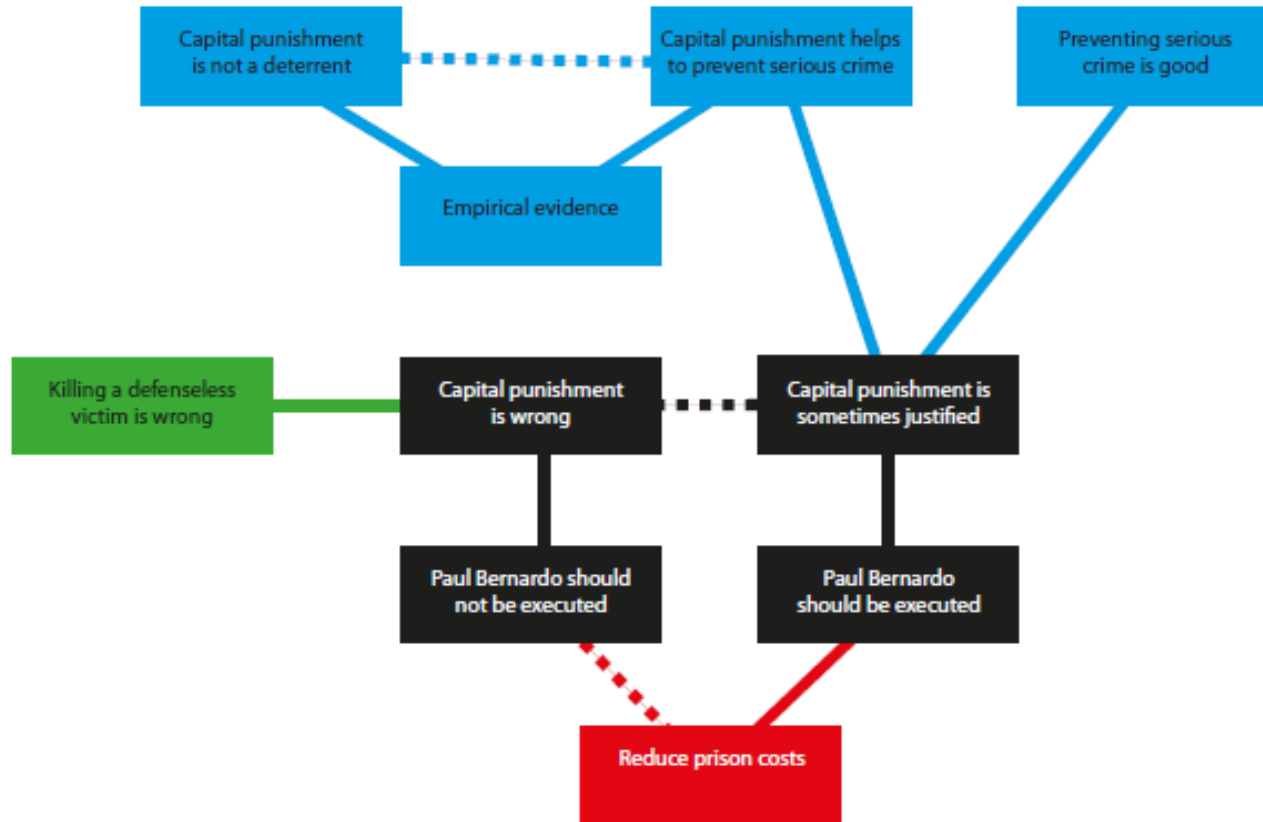 Capital punishment
is not a deterrent
Capital punishment helps
to prevent serious crime
Preventing serious
crime is good
Empirical evidence
Killing a defenseless
victim is wrong
Capital punishment
is wrong
Capital punishment is
sometimes justified
Paul Bernardo should
not be executed
Paul Bernardo
should be executed
Reduce prison costs